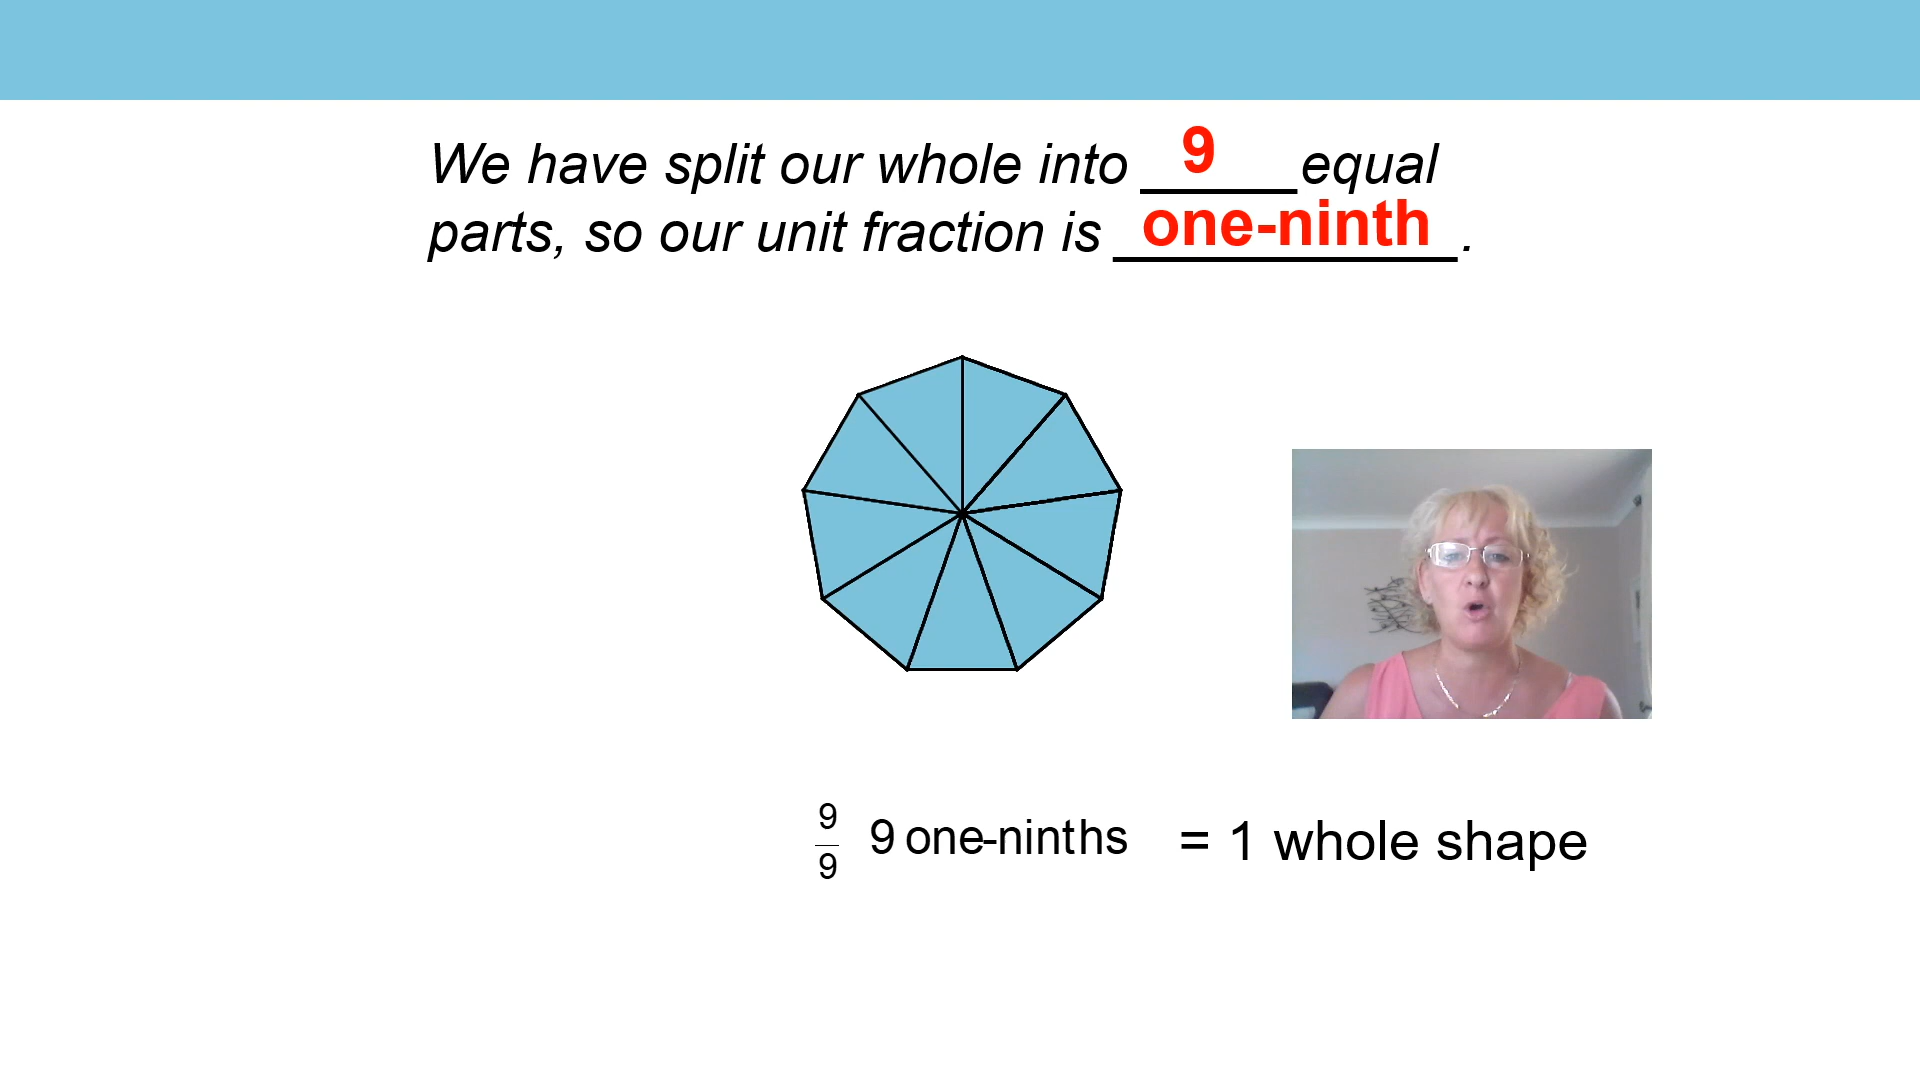 We have split our whole into 9 equal
parts, so our unit fraction is one-ninth.
9
9
9 one-ninths = 1 whole shape